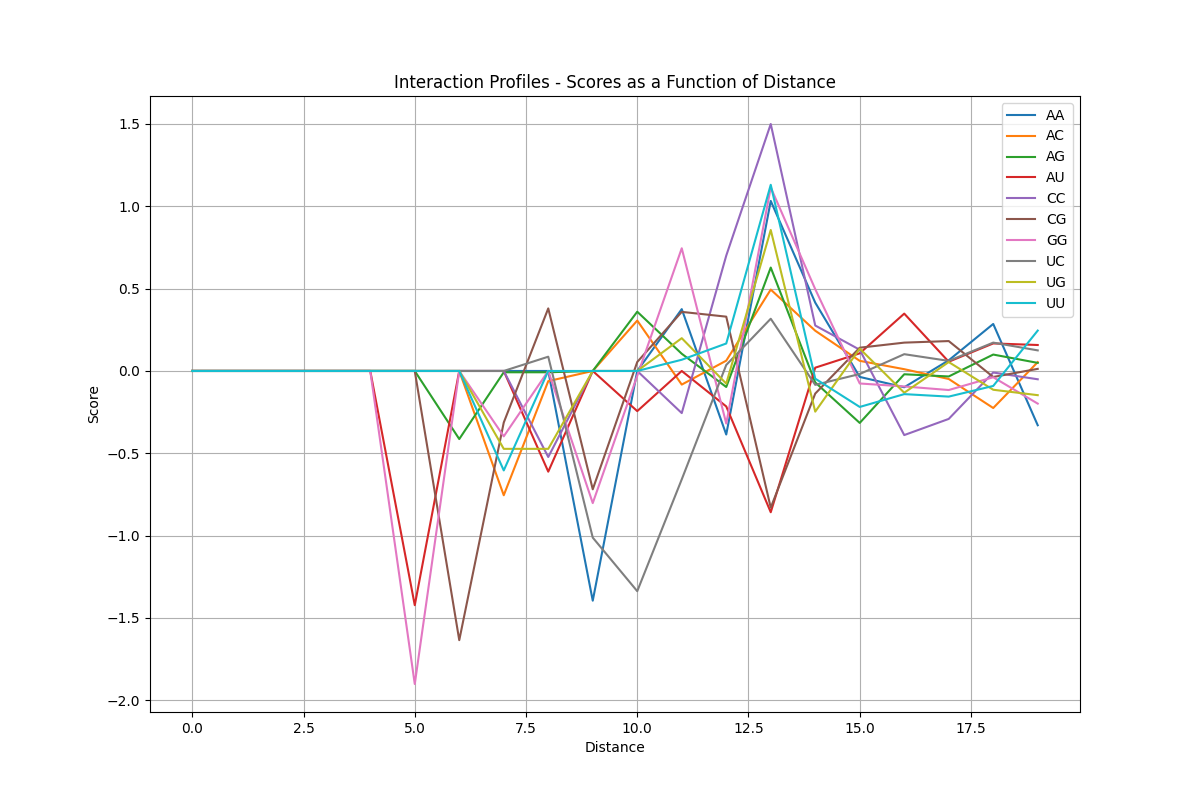 Interaction Profiles - Scores as a Function of Distance
Score
1.5
1.0
0.5
0.0
−0.5
−1.0
−1.5
−2.0
0.0 2.5 5.0 7.5 10.0 12.5 15.0 17.5
Distance
AA
AC
AG
AU
CC
CG
GG
UC
UG
UU